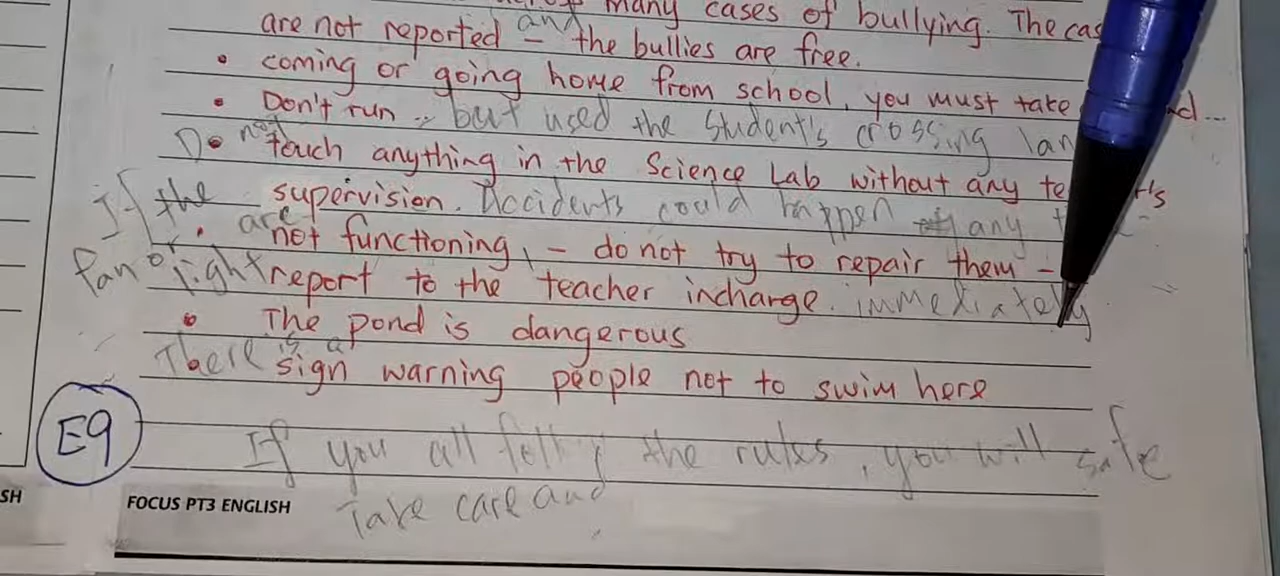 many cases of bullying. The cas
are not reported – and the bullies are free.
• coming or going home from school, you must take
• Don't run .. but used the student's crossing lan
Do not touch anything in the Science Lab without any te r's
supervision. Accidents could happen any
If the
• are not functioning, – do not try to repair them –
fan or light report to the teacher incharge. immediately
• The pond is dangerous
There is a sign warning people not to swim here
E9
If you all foll the rules, you will safe
Take care and
SH
FOCUS PT3 ENGLISH